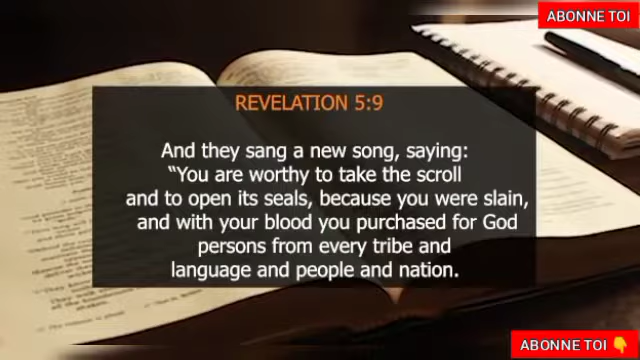 ABONNE TOI
REVELATION 5:9
And they sang a new song, saying:
“You are worthy to take the scroll
and to open its seals, because you were slain,
and with your blood you purchased for God
persons from every tribe and
language and people and nation.
ABONNE TOI 👇